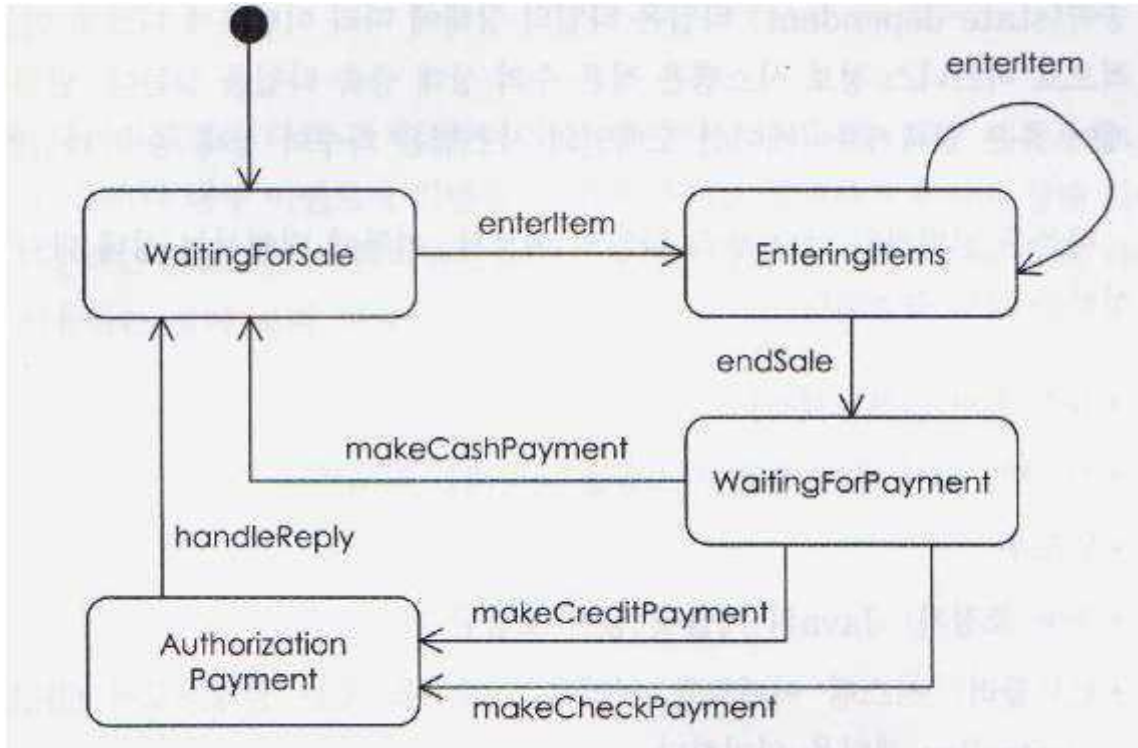 enterItem
WaitingForSale
enterItem
EnteringItems
endSale
makeCashPayment
WaitingForPayment
handleReply
makeCreditPayment
Authorization
Payment
makeCheckPayment